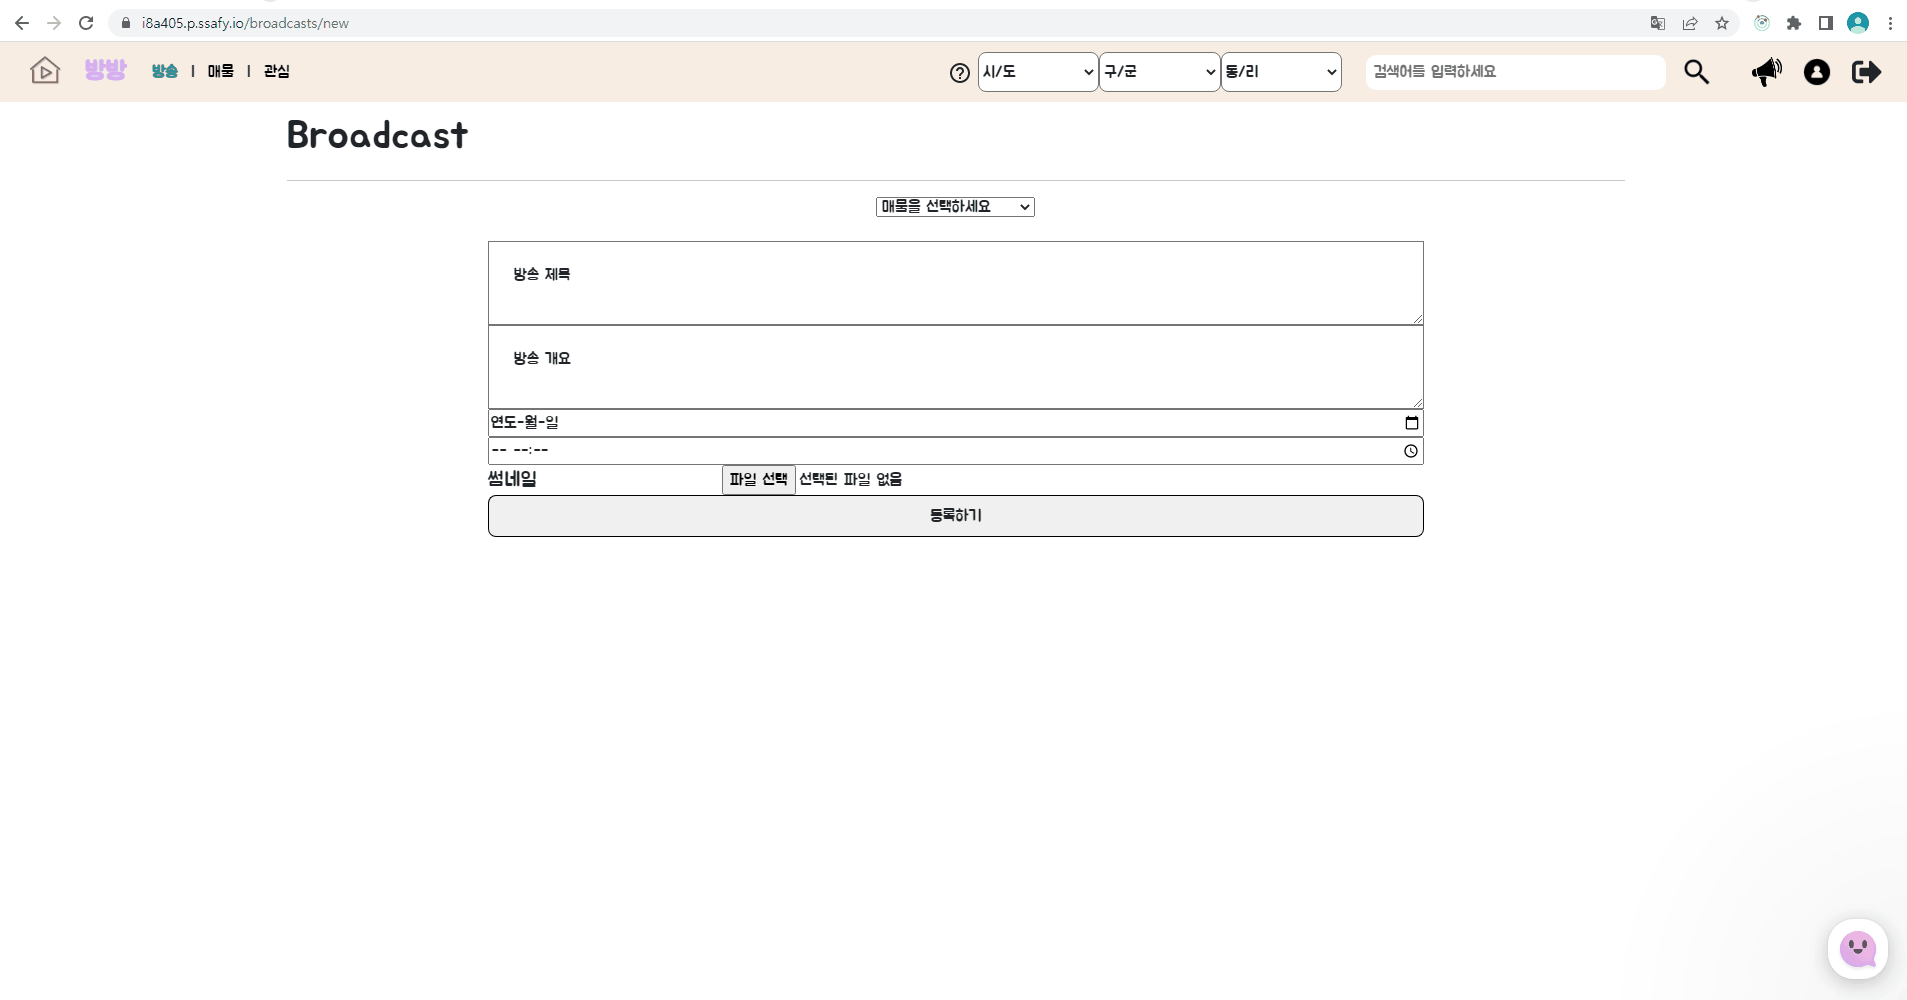 i8a405.p.ssafy.io/broadcasts/new
방방 방송 | 매물 | 관심 시/도 구/군 동/리 검색어를 입력하세요
Broadcast
매물을 선택하세요
방송 제목
방송 개요
연도-월-일
-- --:--
썸네일 파일 선택 선택된 파일 없음
등록하기